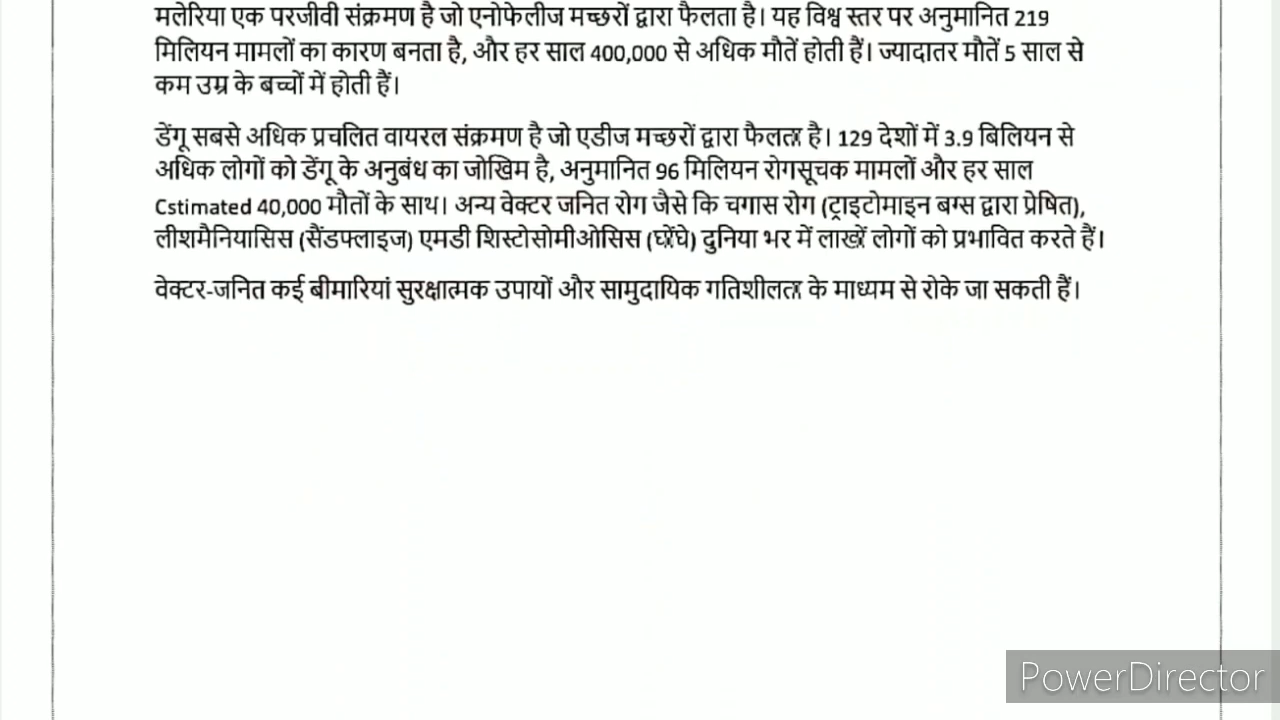 मलेरिया एक परजीवी संक्रमण है जो एनोफेलीज मच्छरों द्वारा फैलता है। यह विश्व स्तर पर अनुमानित 219
मिलियन मामलों का कारण बनता है, और हर साल 400,000 से अधिक मौतें होती हैं। ज्यादातर मौतें 5 साल से
कम उम्र के बच्चों में होती हैं।
डेंगू सबसे अधिक प्रचलित वायरल संक्रमण है जो एडीज मच्छरों द्वारा फैलता है। 129 देशों में 3.9 बिलियन से
अधिक लोगों को डेंगू के अनुबंध का जोखिम है, अनुमानित 96 मिलियन रोगसूचक मामलों और हर साल
Cstimated 40,000 मौतों के साथ। अन्य वेक्टर जनित रोग जैसे कि चगास रोग (ट्राइटोमाइन बग्स द्वारा प्रेषित),
लीशमैनियासिस (सैंडफ्लाइज) एमडी शिस्टोसोमीओसिस (घोंघे) दुनिया भर में लाखों लोगों को प्रभावित करते हैं।
वेक्टर-जनित कई बीमारियां सुरक्षात्मक उपायों और सामुदायिक गतिशीलता के माध्यम से रोके जा सकती हैं।
PowerDirector